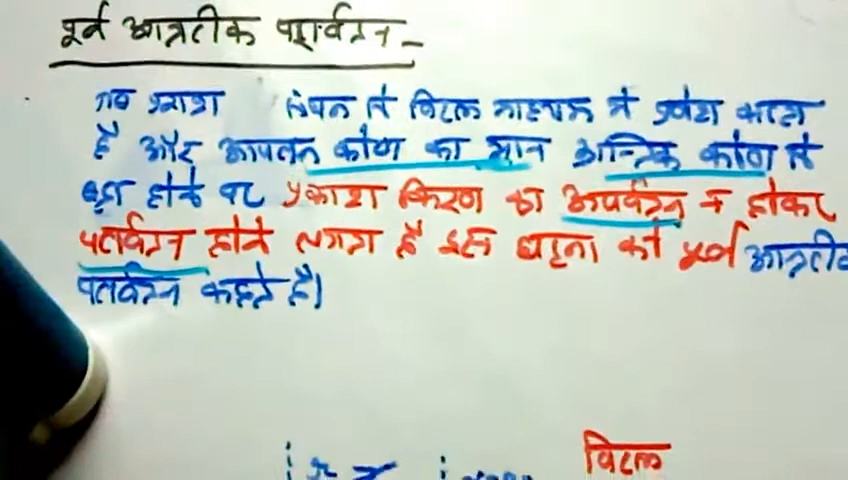 पूर्व आन्तरीक परावर्तन -
जब प्रकाश सघन से विरल माध्यम में प्रवेश करता
है और आपतन कोण का मान क्रान्तिक कोण से
बड़ा होने पर प्रकाश किरण का अपवर्तन न होकर
परावर्तन होने लगता है इस घटना को पूर्ण आन्तरीक
परावर्तन कहते है।
विरल